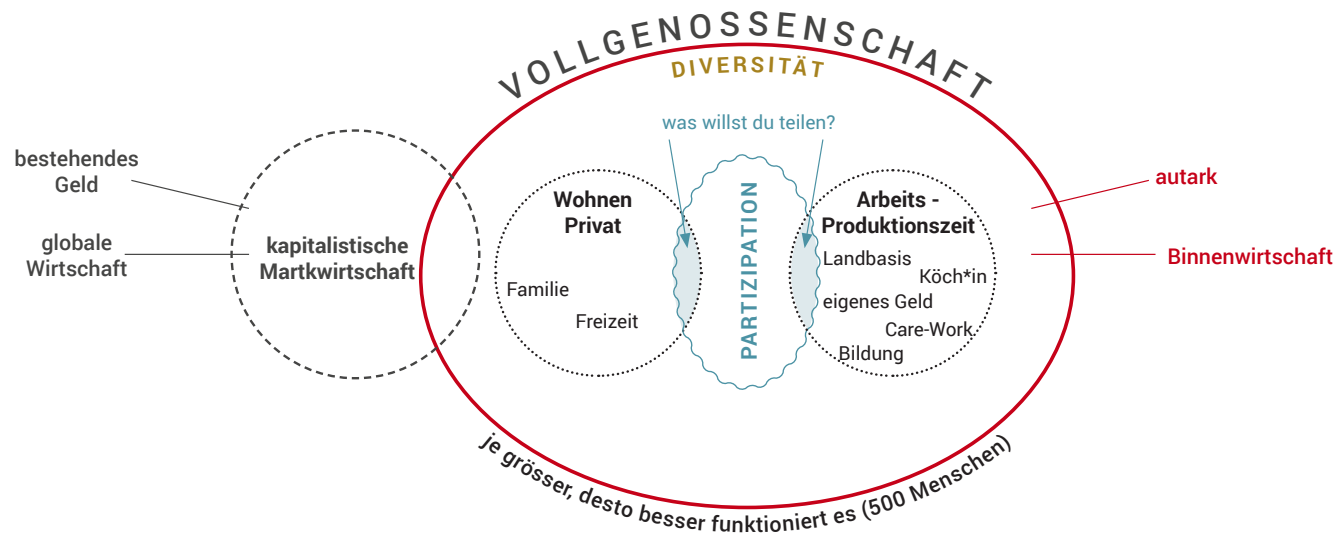 VOLLGENOSSENSCHAFT
DIVERSITÄT
was willst du teilen?
bestehendes
Geld
globale
Wirtschaft
kapitalistische
Martkwirtschaft
Wohnen
Privat
Familie
Freizeit
PARTIZIPATION
Arbeits -
Produktionszeit
Landbasis
Köch*in
eigenes Geld
Care-Work
Bildung
autark
Binnenwirtschaft
je grösser, desto besser funktioniert es (500 Menschen)